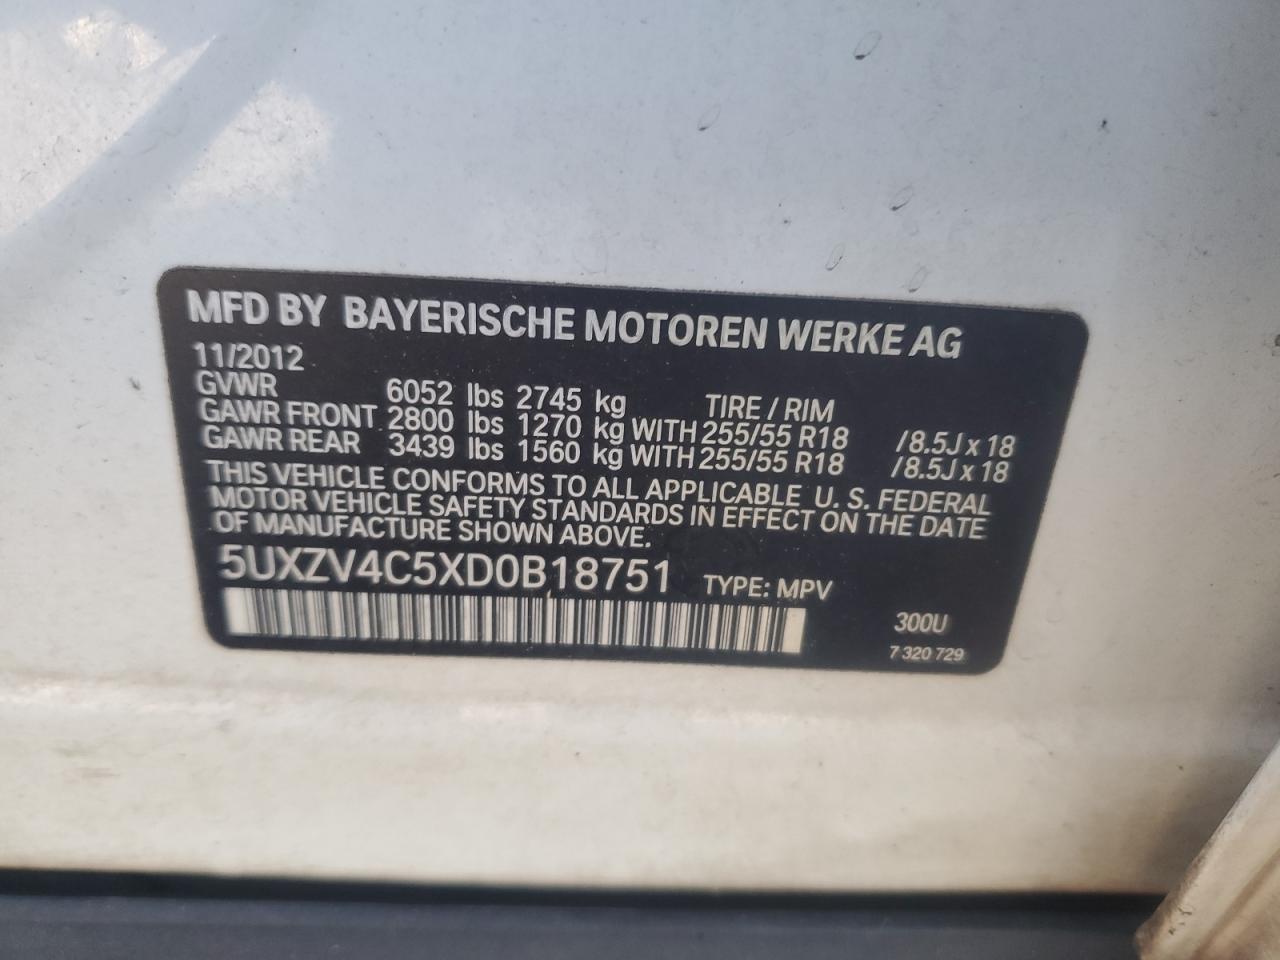 MFD BY BAYERISCHE MOTOREN WERKE AG
11/2012
GVWR 6052 lbs 2745 kg TIRE / RIM
GAWR FRONT 2800 lbs 1270 kg WITH 255/55 R18 /8.5J x 18
GAWR REAR 3439 lbs 1560 kg WITH 255/55 R18 /8.5J x 18
THIS VEHICLE CONFORMS TO ALL APPLICABLE U. S. FEDERAL
MOTOR VEHICLE SAFETY STANDARDS IN EFFECT ON THE DATE
OF MANUFACTURE SHOWN ABOVE.
5UXZV4C5XD0B18751 TYPE: MPV
300U
7 320 729